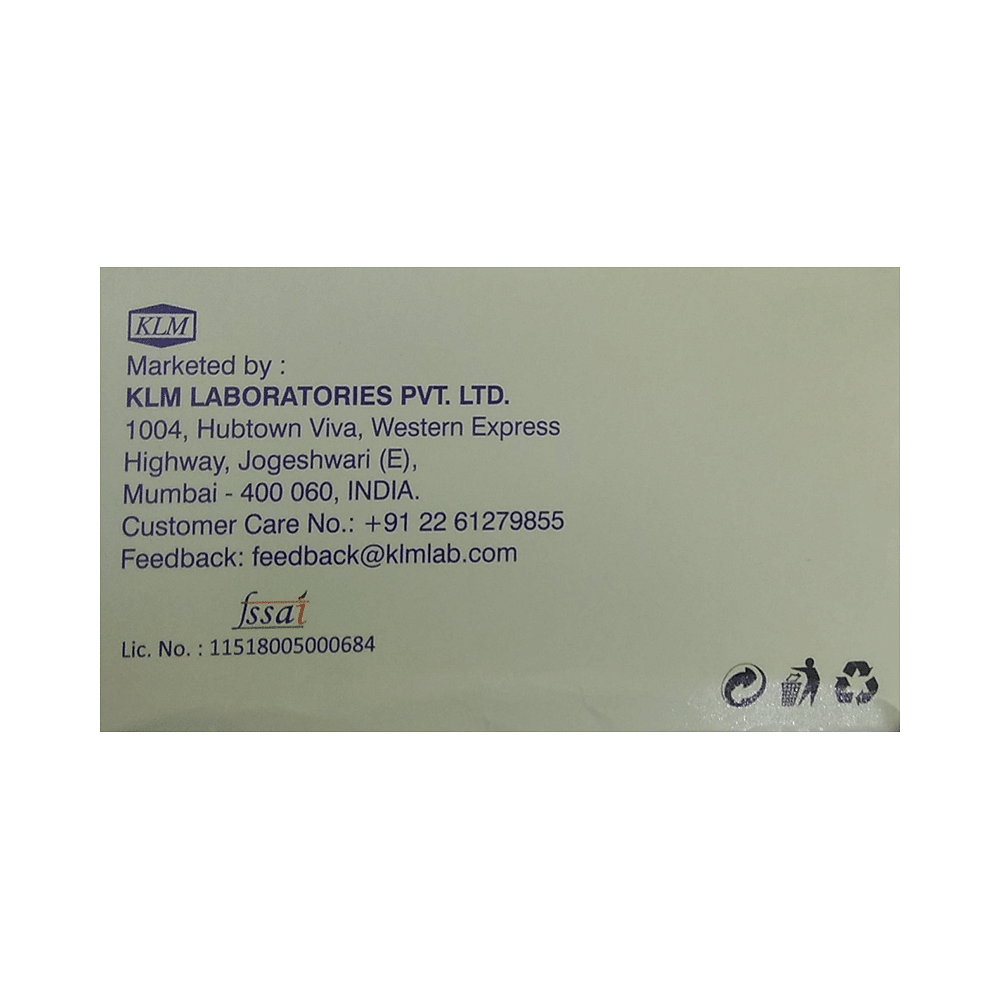 KLM
Marketed by :
KLM LABORATORIES PVT. LTD.
1004, Hubtown Viva, Western Express
Highway, Jogeshwari (E),
Mumbai - 400 060, INDIA.
Customer Care No.: +91 22 61279855
Feedback: feedback@klmlab.com
fssai
Lic. No. : 11518005000684